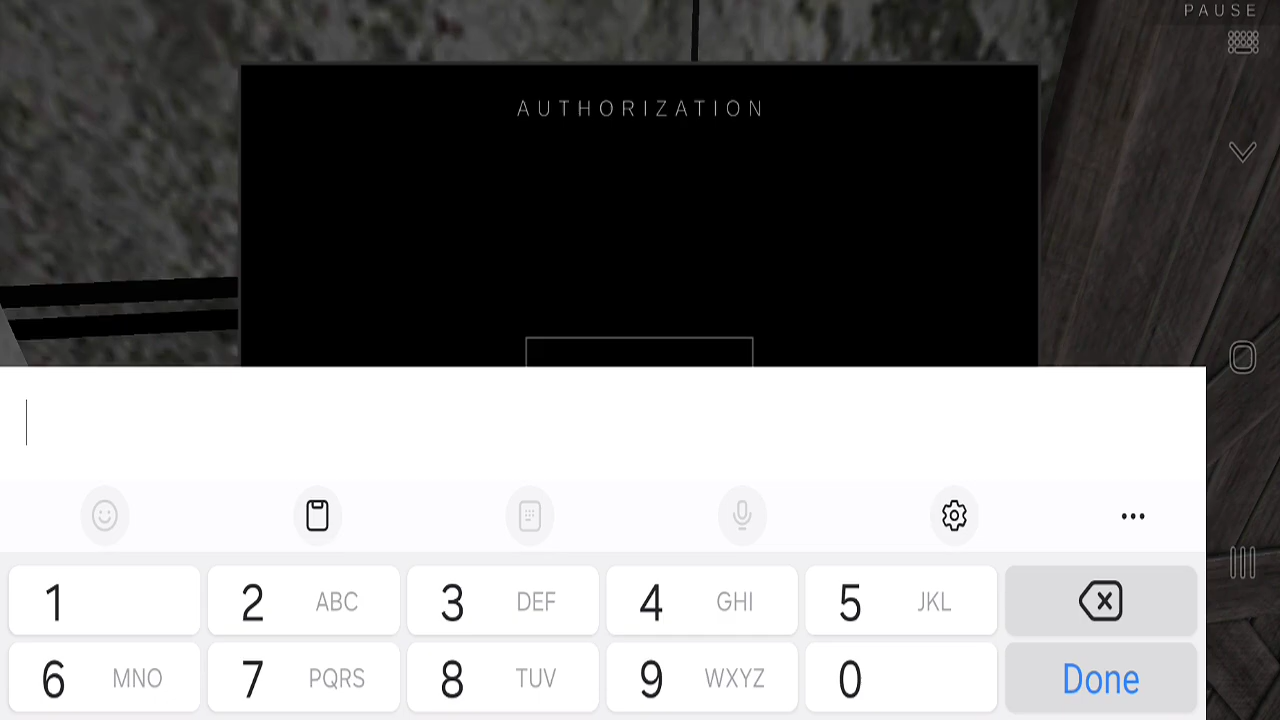 PAUSE
AUTHORIZATION
1 2 ABC 3 DEF 4 GHI 5 JKL
6 MNO 7 PQRS 8 TUV 9 WXYZ 0 Done